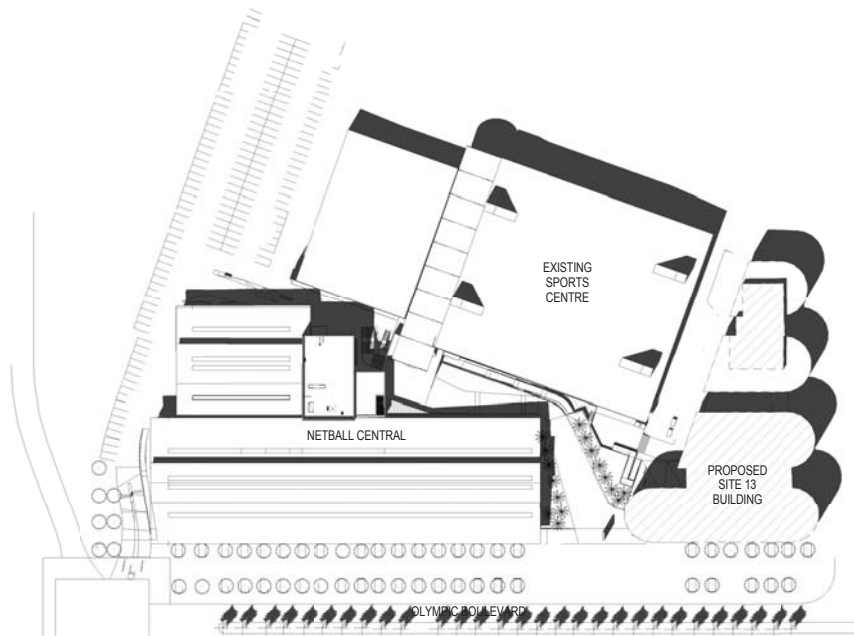 EXISTING
SPORTS
CENTRE
NETBALL CENTRAL
PROPOSED
SITE 13
BUILDING
OLYMPIC BOULEVARD